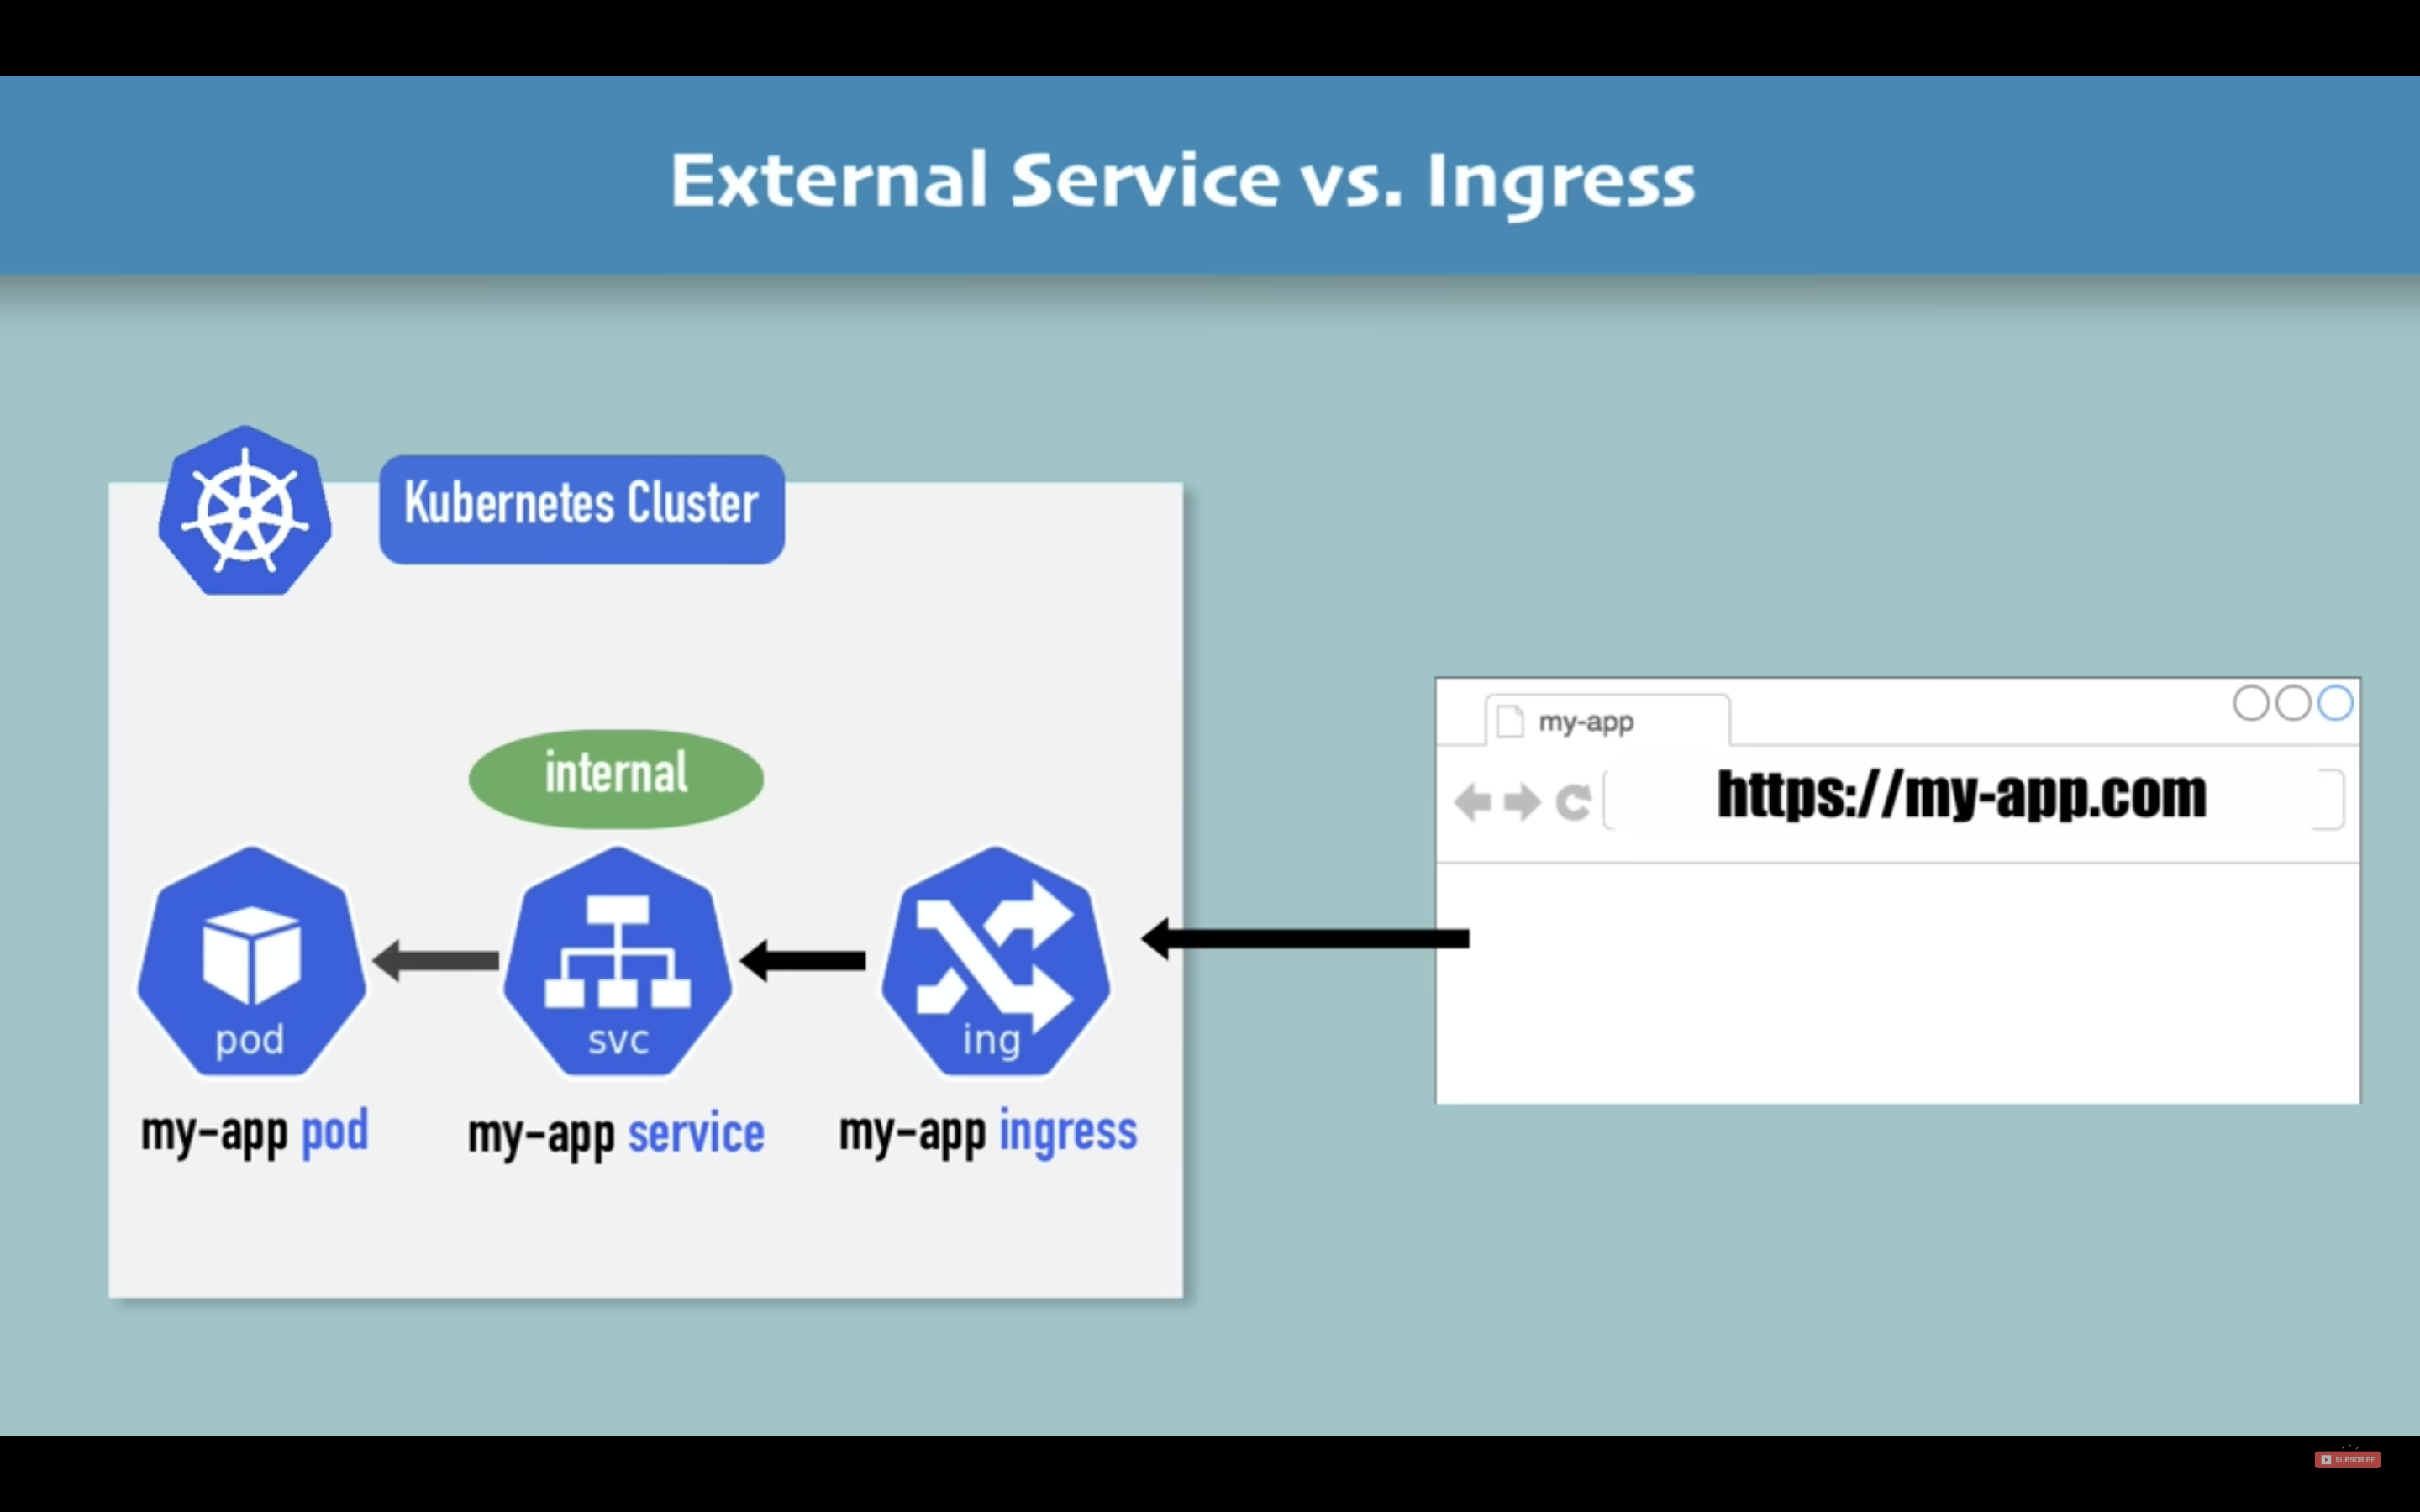 External Service vs. Ingress
Kubernetes Cluster
my-app
https://my-app.com
internal
pod
svc
ing
my-app pod
my-app service
my-app ingress
SUBSCRIBE